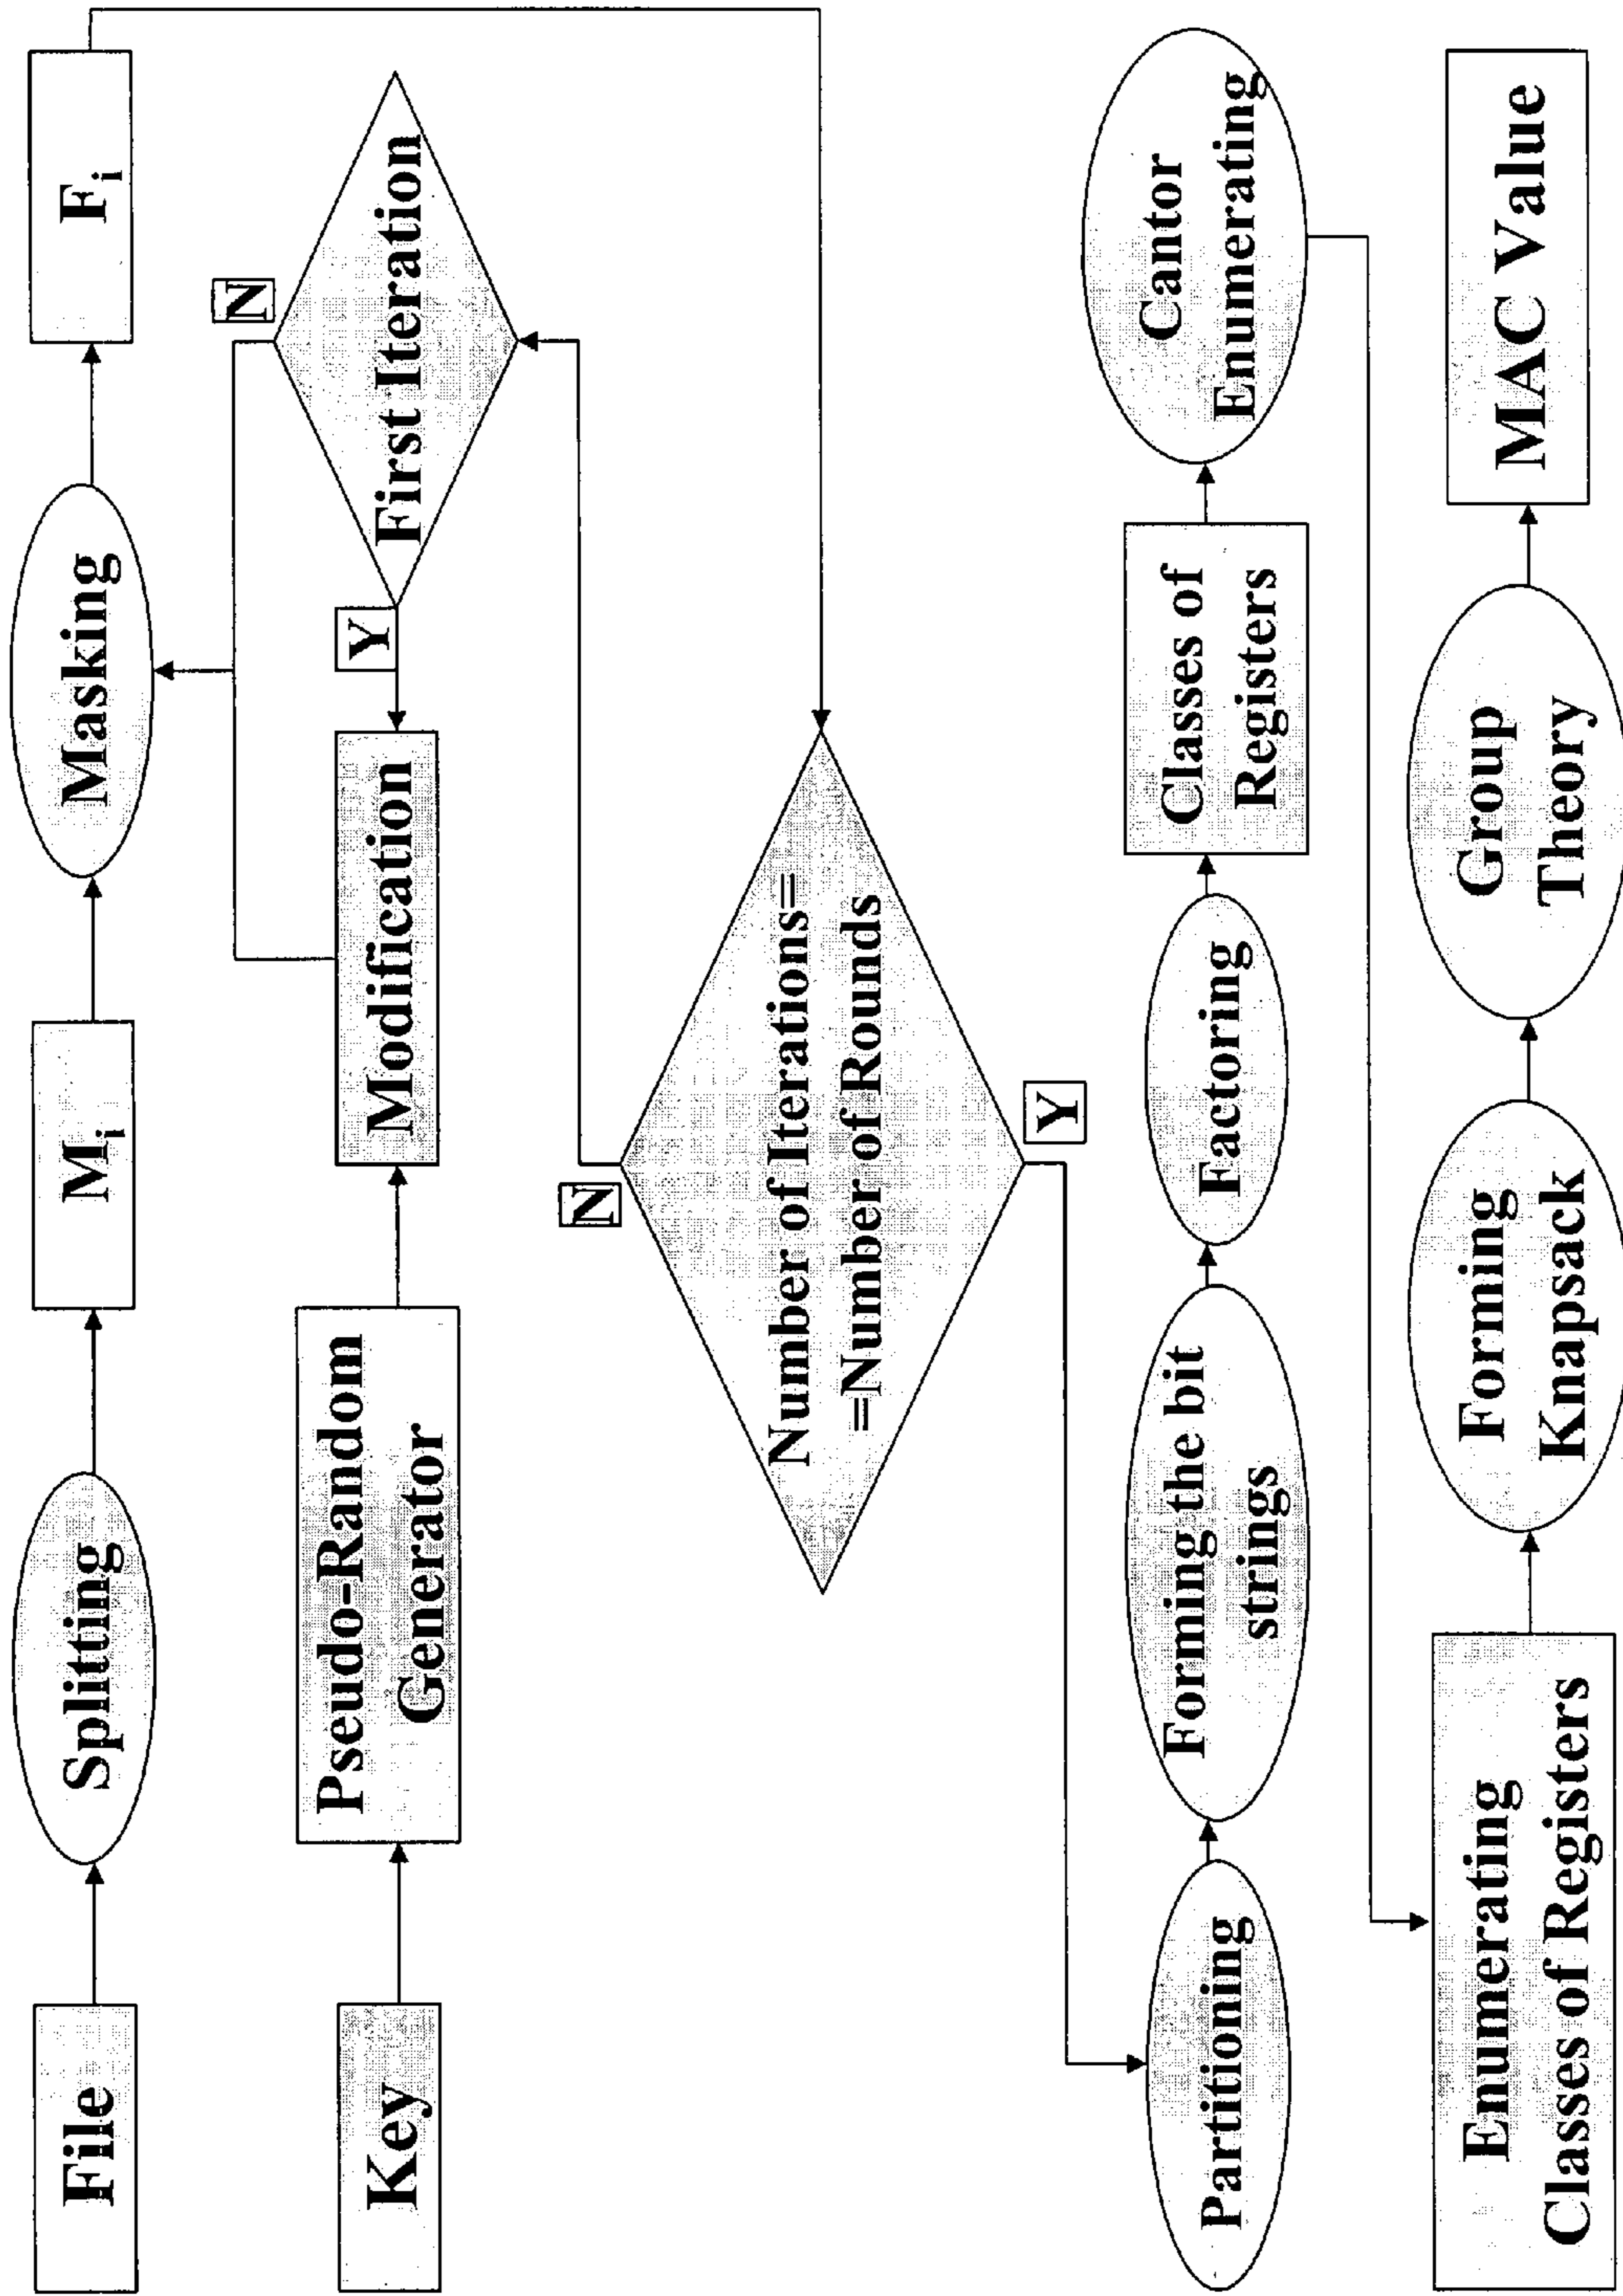 File
Splitting
M_i
Masking
F_i
Key
Pseudo-Random
Generator
Modification
Y
First Iteration
N
N
Number of Iterations=
=Number of Rounds
Y
Partitioning
Forming the bit
strings
Factoring
Classes of
Registers
Cantor
Enumerating
Enumerating
Classes of Registers
Forming
Knapsack
Group
Theory
MAC Value